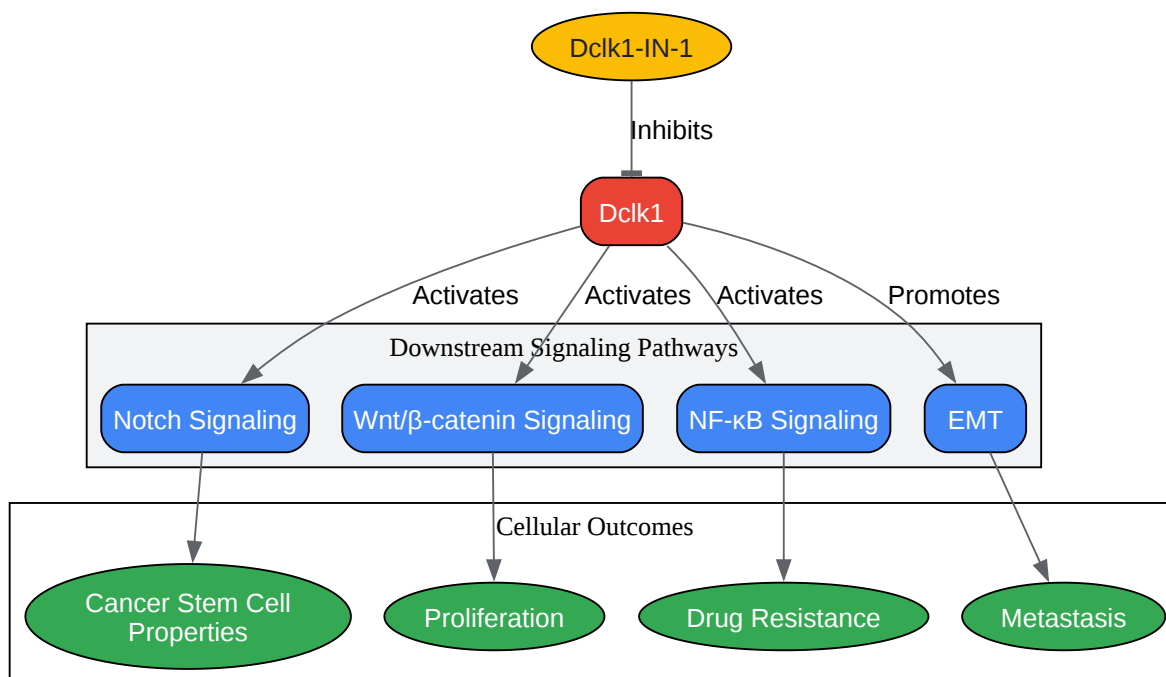 Dclk1-IN-1
Inhibits
Dclk1
Activates
Activates
Activates
Promotes
Downstream Signaling Pathways
Notch Signaling
Wnt/β-catenin Signaling
NF-κB Signaling
EMT
Cellular Outcomes
Cancer Stem Cell
Properties
Proliferation
Drug Resistance
Metastasis